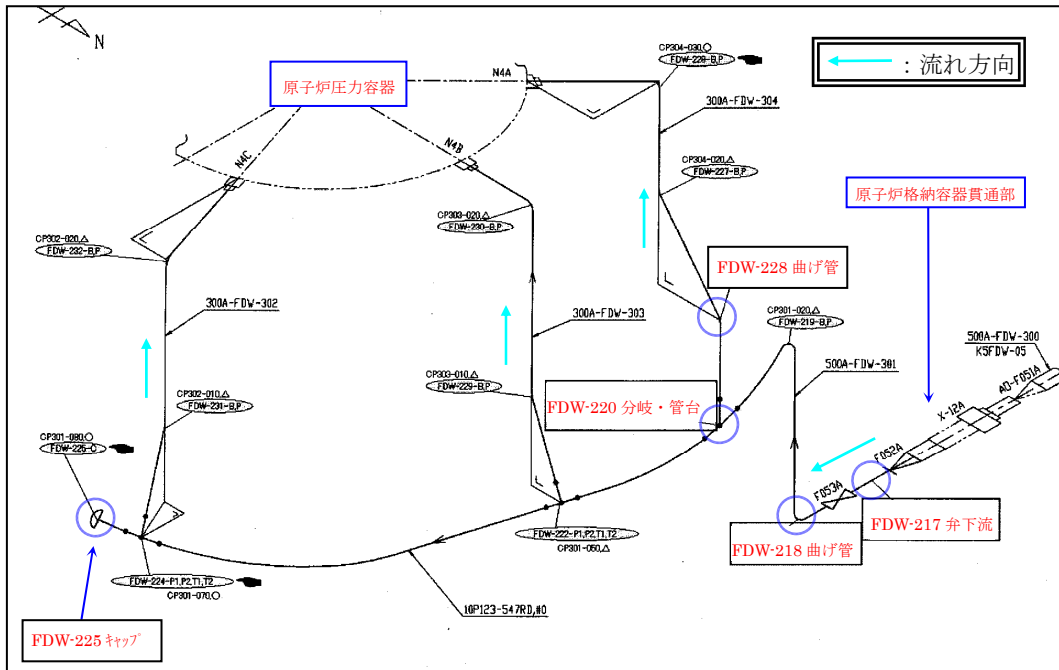 N
原子炉圧力容器
N4A
CP304-030,○
FDW-228-B,P
：流れ方向
300A-FDW-304
N4C
N4B
CP304-020,△
FDW-227-B,P
原子炉格納容器貫通部
CP303-020,△
FDW-230-B,P
CP302-020,△
FDW-232-B,P
FDW-228 曲げ管
300A-FDW-302
300A-FDW-303
CP301-020,△
FDW-219-B,P
500A-FDW-300
K5FDW-05
500A-FDW-301
AO-F051A
CP303-010,△
FDW-229-B,P
X-12A
CP302-010,△
FDW-231-B,P
FDW-220 分岐・管台
F052A
CP301-080,○
FDW-225-C
F053A
FDW-217 弁下流
FDW-222-P1,P2,T1,T2
CP301-050,△
FDW-218 曲げ管
FDW-224-P1,P2,T1,T2
CP301-070,○
10P123-547RD,#0
FDW-225 ｷｬｯﾌﾟ